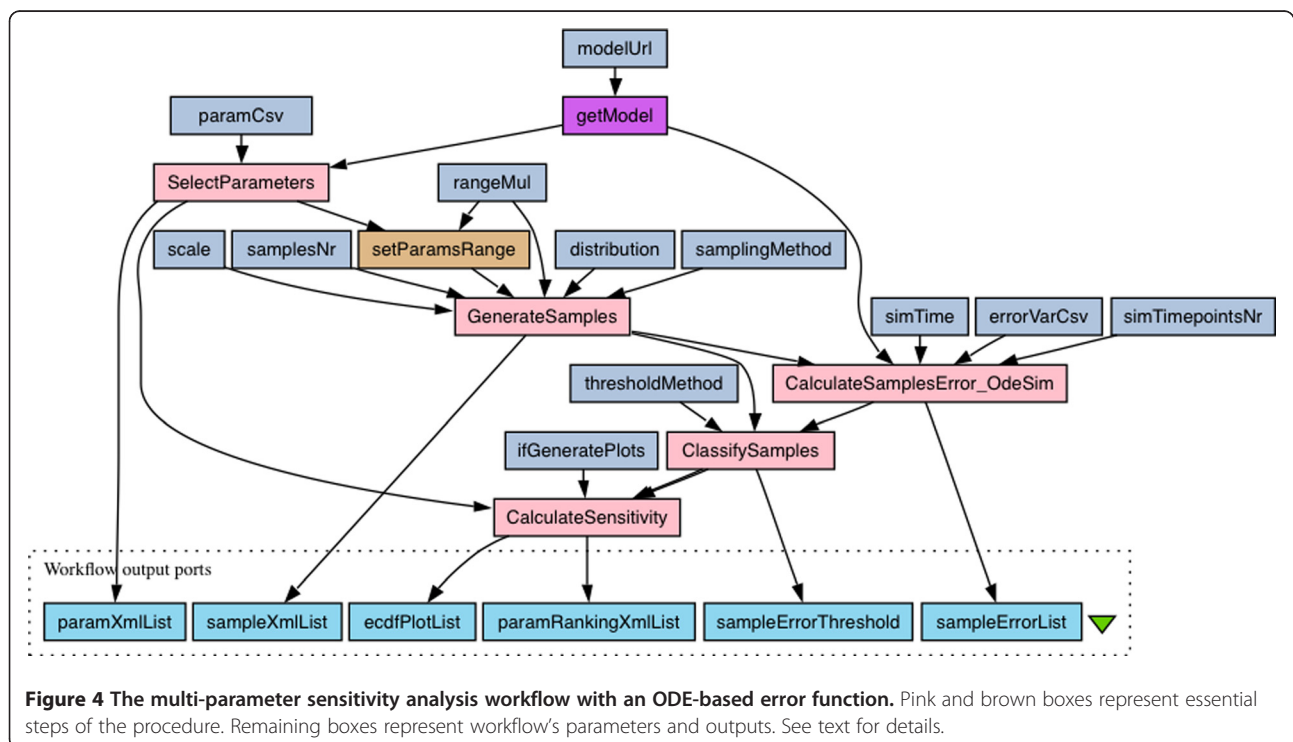 modelUrl
paramCsv
getModel
SelectParameters
rangeMul
scale
samplesNr
setParamsRange
distribution
samplingMethod
GenerateSamples
simTime
errorVarCsv
simTimepointsNr
thresholdMethod
CalculateSamplesError_OdeSim
ifGeneratePlots
ClassifySamples
CalculateSensitivity
Workflow output ports
paramXmlList
sampleXmlList
ecdfPlotList
paramRankingXmlList
sampleErrorThreshold
sampleErrorList
Figure 4 The multi-parameter sensitivity analysis workflow with an ODE-based error function. Pink and brown boxes represent essential
steps of the procedure. Remaining boxes represent workflow's parameters and outputs. See text for details.